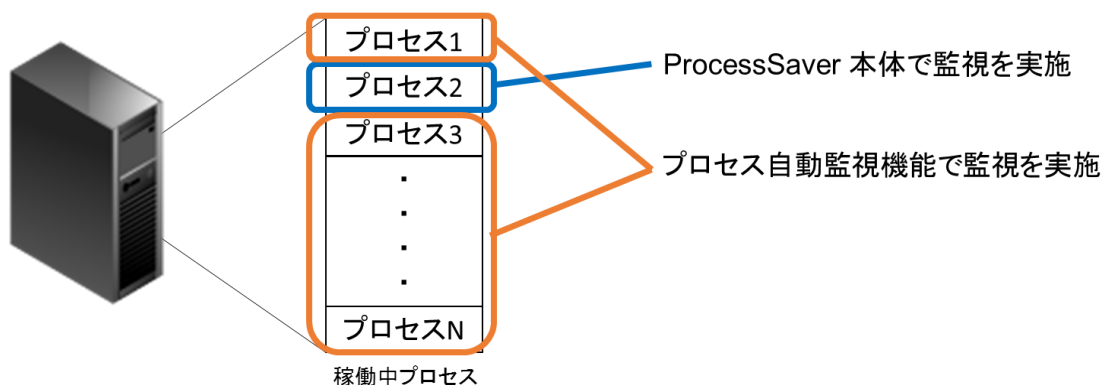 プロセス1
プロセス2
プロセス3
・
・
・
・
プロセスN
稼働中プロセス
ProcessSaver 本体で監視を実施
プロセス自動監視機能で監視を実施